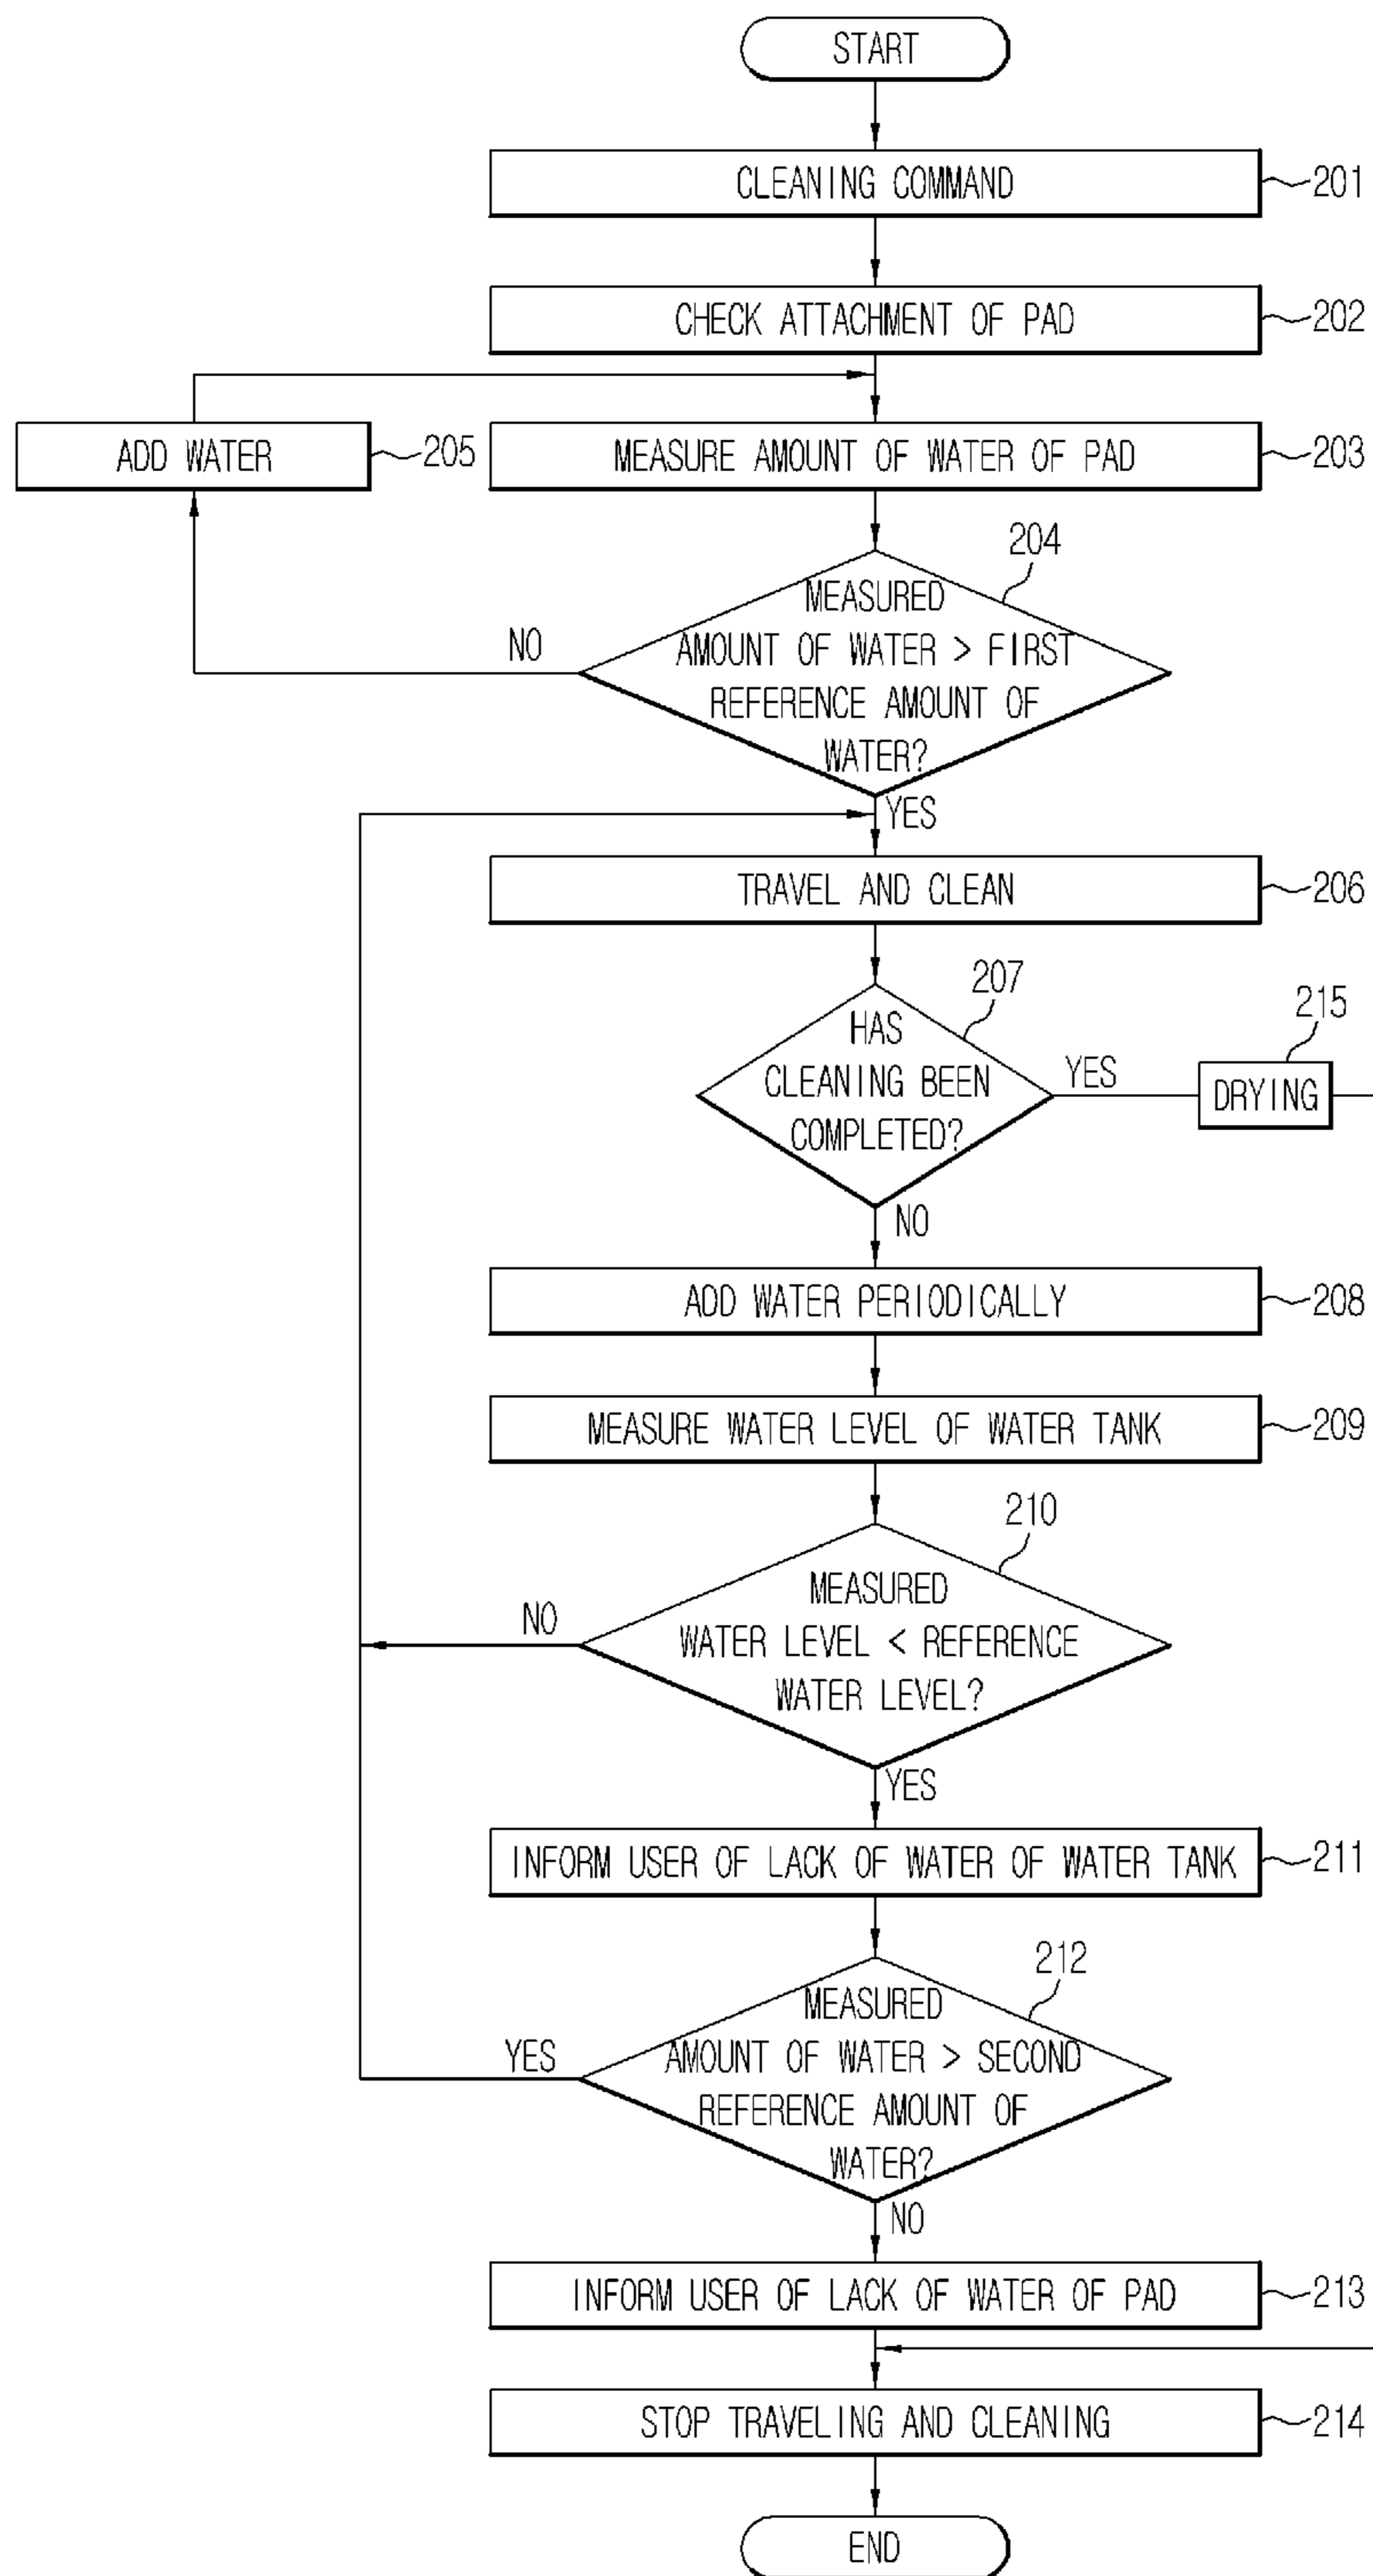 START
CLEANING COMMAND
201
CHECK ATTACHMENT OF PAD
202
ADD WATER
205
MEASURE AMOUNT OF WATER OF PAD
203
204
MEASURED
AMOUNT OF WATER > FIRST
REFERENCE AMOUNT OF
WATER?
NO
YES
TRAVEL AND CLEAN
206
207
HAS
CLEANING BEEN
COMPLETED?
YES
215
DRYING
NO
ADD WATER PERIODICALLY
208
MEASURE WATER LEVEL OF WATER TANK
209
210
MEASURED
WATER LEVEL < REFERENCE
WATER LEVEL?
NO
YES
INFORM USER OF LACK OF WATER OF WATER TANK
211
212
MEASURED
AMOUNT OF WATER > SECOND
REFERENCE AMOUNT OF
WATER?
YES
NO
INFORM USER OF LACK OF WATER OF PAD
213
STOP TRAVELING AND CLEANING
214
END